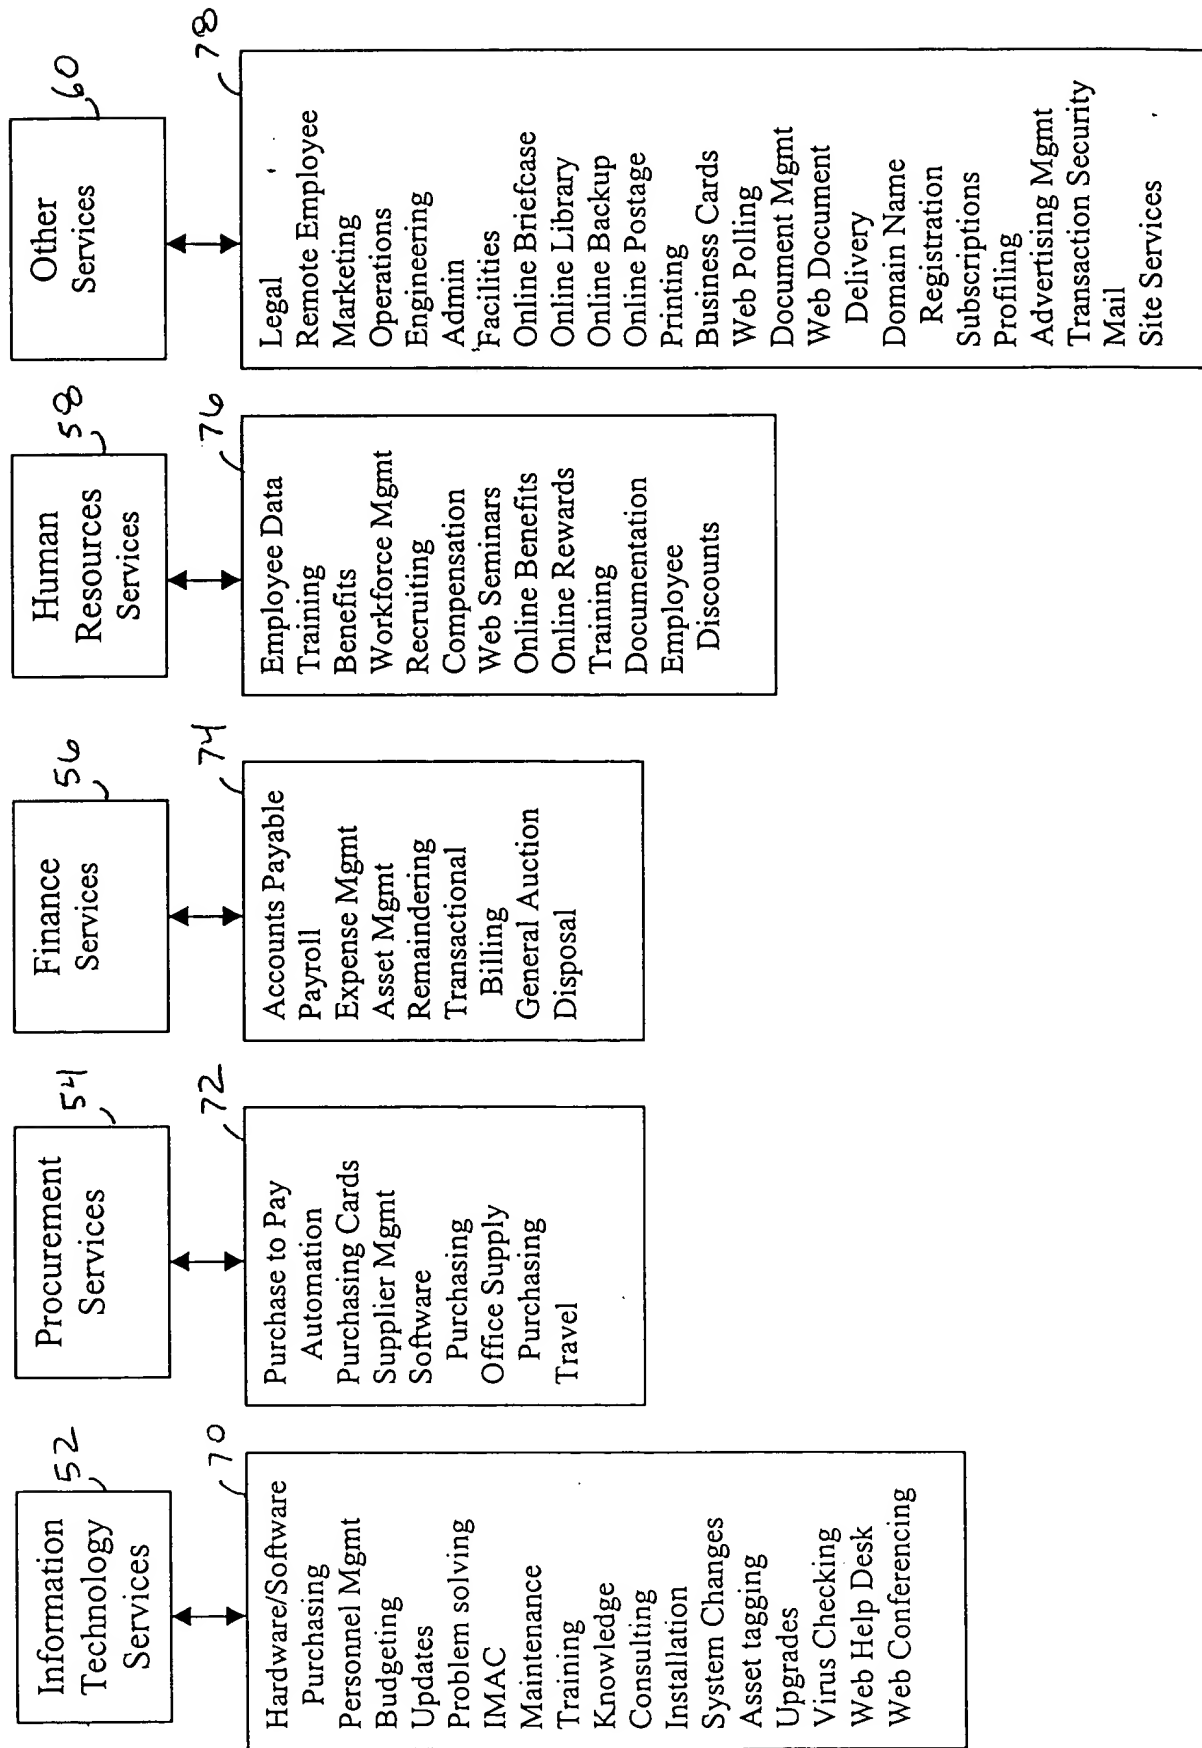 Information
Technology
Services
52
70
Hardware/Software
Purchasing
Personnel Mgmt
Budgeting
Updates
Problem solving
IMAC
Maintenance
Training
Knowledge
Consulting
Installation
System Changes
Asset tagging
Upgrades
Virus Checking
Web Help Desk
Web Conferencing
Procurement
Services
54
72
Purchase to Pay
Automation
Purchasing Cards
Supplier Mgmt
Software
Purchasing
Office Supply
Purchasing
Travel
Finance
Services
56
74
Accounts Payable
Payroll
Expense Mgmt
Asset Mgmt
Remaindering
Transactional
Billing
General Auction
Disposal
Human
Resources
Services
58
76
Employee Data
Training
Benefits
Workforce Mgmt
Recruiting
Compensation
Web Seminars
Online Benefits
Online Rewards
Training
Documentation
Employee
Discounts
Other
Services
60
78
Legal
Remote Employee
Marketing
Operations
Engineering
Admin
Facilities
Online Briefcase
Online Library
Online Backup
Online Postage
Printing
Business Cards
Web Polling
Document Mgmt
Web Document
Delivery
Domain Name
Registration
Subscriptions
Profiling
Advertising Mgmt
Transaction Security
Mail
Site Services